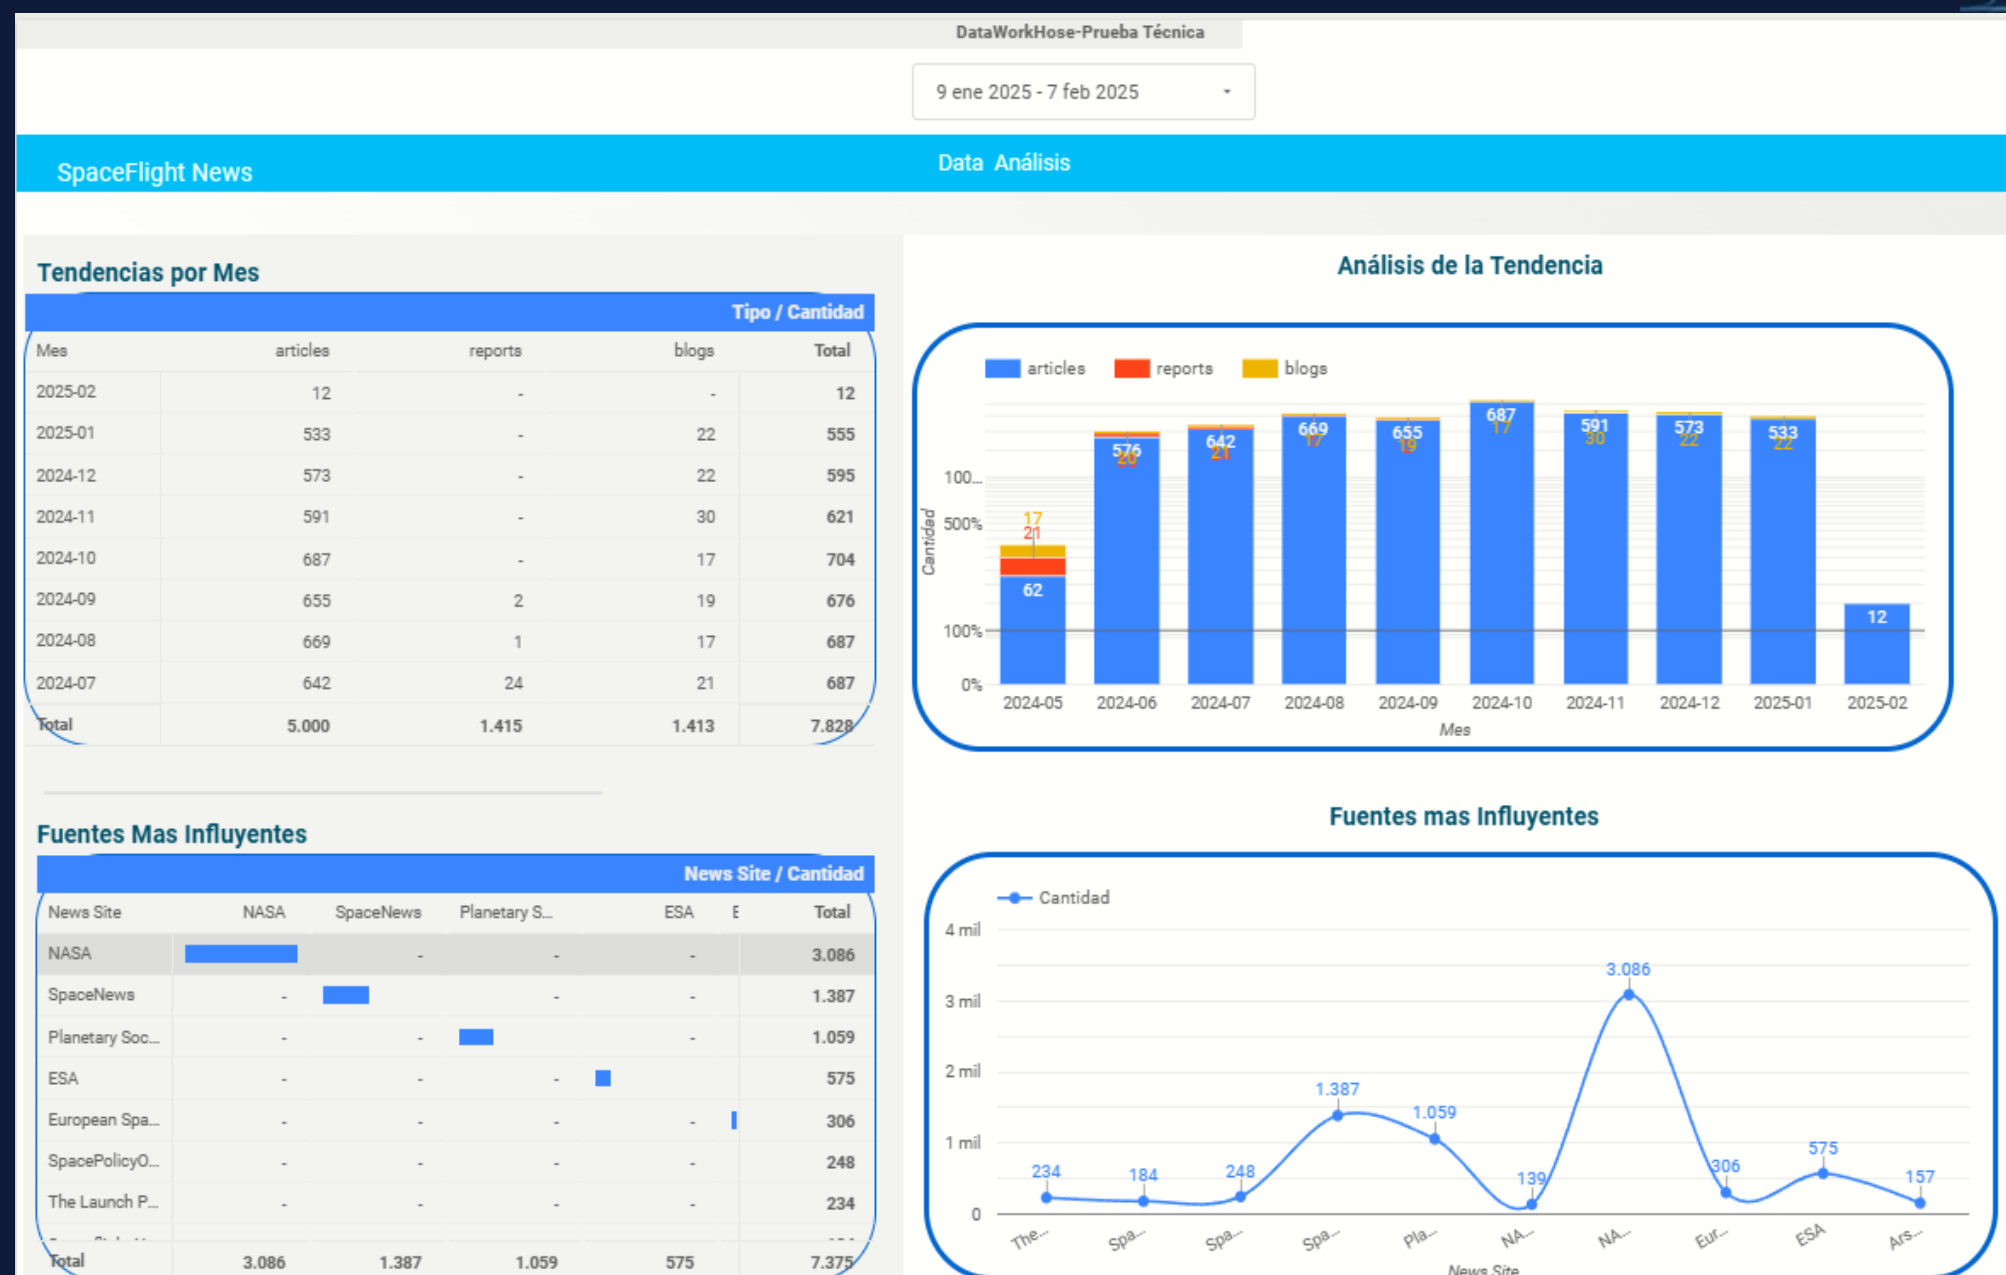 DataWorkHose-Prueba Técnica
9 ene 2025 - 7 feb 2025
SpaceFlight News
Data Análisis
Tendencias por Mes
Tipo / Cantidad
Mes articles reports blogs Total
2025-02 12 - - 12
2025-01 533 - 22 555
2024-12 573 - 22 595
2024-11 591 - 30 621
2024-10 687 - 17 704
2024-09 655 2 19 676
2024-08 669 1 17 687
2024-07 642 24 21 687
Total 5.000 1.415 1.413 7.828
Análisis de la Tendencia
articles reports blogs
687
669 655 642 591 576 573 533
17 19 21 30 22 22
17
21
62
12
100...
500%
100%
0%
Cantidad
2024-05 2024-06 2024-07 2024-08 2024-09 2024-10 2024-11 2024-12 2025-01 2025-02
Mes
Fuentes Mas Influyentes
News Site / Cantidad
News Site NASA SpaceNews Planetary S... ESA E Total
NASA - - - 3.086
SpaceNews - - - 1.387
Planetary Soc... - - - 1.059
ESA - - - 575
European Spa... - - - - 306
SpacePolicyO... - - - - 248
The Launch P... - - - - 234
Total 3.086 1.387 1.059 575 7.375
Fuentes mas Influyentes
Cantidad
4 mil
3 mil
2 mil
1 mil
0
234 184 248 1.387 1.059 139 3.086 306 575 157
The... Spa... Spa... Spa... Pla... NA... NA... Eur... ESA Ars...
News Site